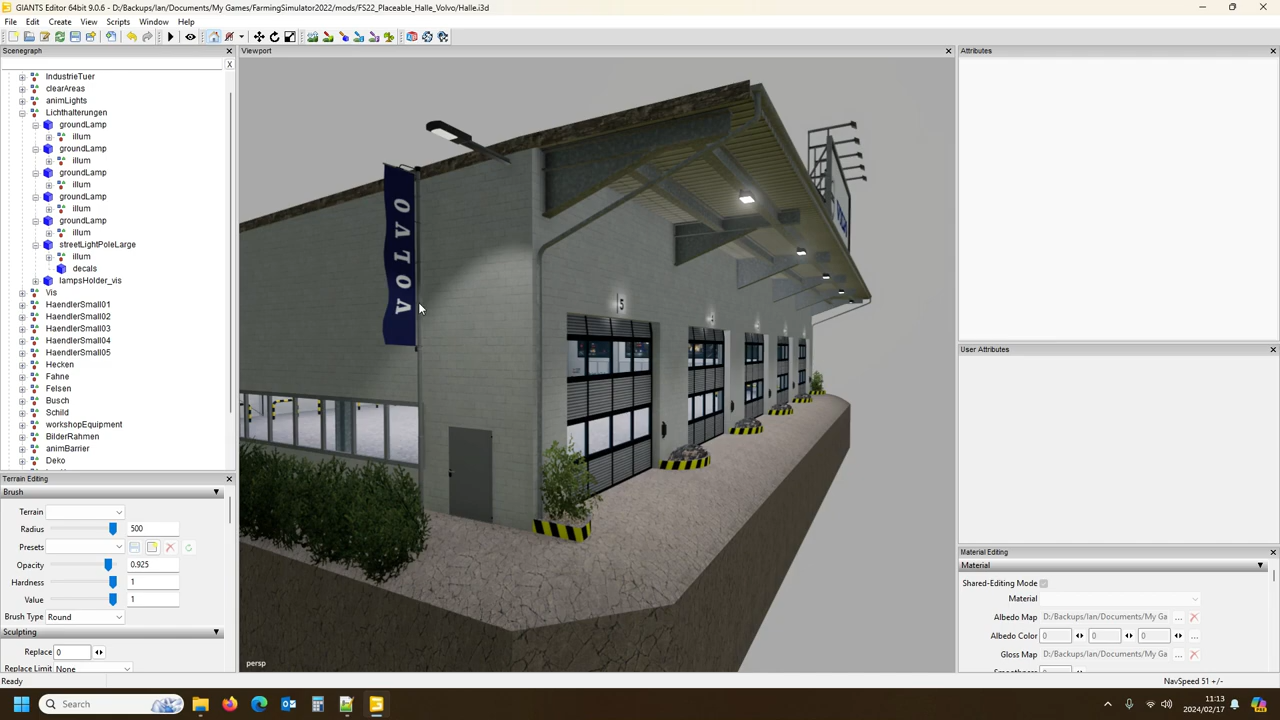 GIANTS Editor 64bit 9.0.6 - D:/Backups/Ian/Documents/My Games/FarmingSimulator2022/mods/FS22_Placeable_Halle_Volvo/Halle.i3d
File Edit Create View Scripts Window Help
Scenegraph
X
IndustrieTuer
clearAreas
animLights
Lichthalterungen
groundLamp
illum
groundLamp
illum
groundLamp
illum
groundLamp
illum
groundLamp
illum
streetLightPoleLarge
illum
decals
lampsHolder_vis
Vis
HaendlerSmall01
HaendlerSmall02
HaendlerSmall03
HaendlerSmall04
HaendlerSmall05
Hecken
Fahne
Felsen
Busch
Schild
workshopEquipment
BilderRahmen
animBarrier
Deko
Terrain Editing
Brush
Terrain
Radius 500
Presets
Opacity 0.925
Hardness 1
Value 1
Brush Type Round
Sculpting
Replace 0
Replace Limit None
Ready
Viewport
VOLVO
5
persp
Attributes
User Attributes
Material Editing
Material
Shared-Editing Mode
Material
Albedo Map D:/Backups/Ian/Documents/My Ga ...
Albedo Color 0 0 0 ...
Gloss Map D:/Backups/Ian/Documents/My Ga ...
NavSpeed 51 +/-
Search
11:13
2024/02/17